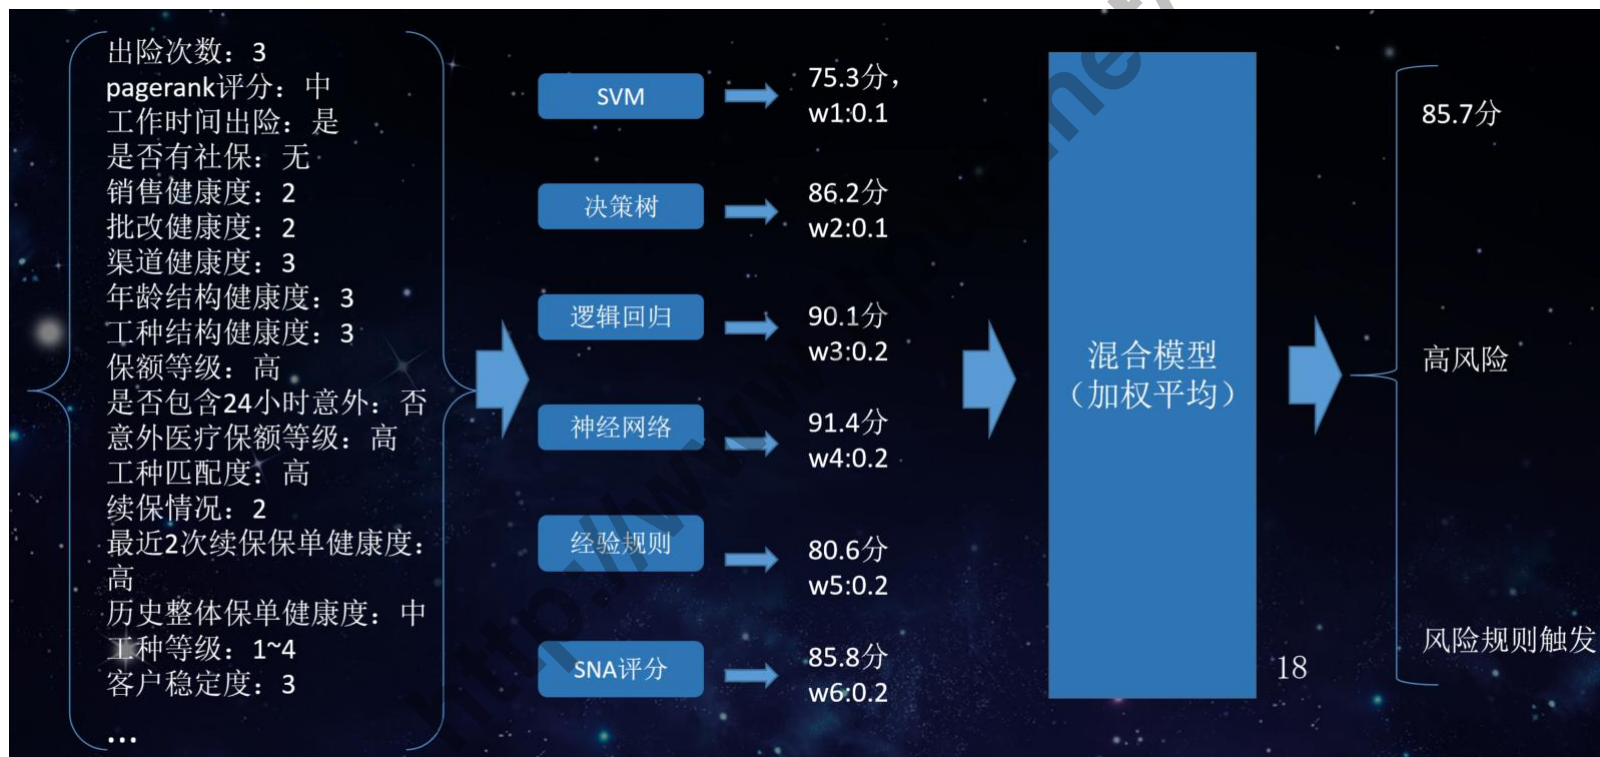 出险次数：3
pagerank评分：中
工作时间出险：是
是否有社保：无
销售健康度：2
批改健康度：2
渠道健康度：3
年龄结构健康度：3
工种结构健康度：3
保额等级：高
是否包含24小时意外：否
意外医疗保额等级：高
工种匹配度：高
续保情况：2
最近2次续保保单健康度：
高
历史整体保单健康度：中
工种等级：1~4
客户稳定度：3
...
SVM
75.3分，
w1:0.1
决策树
86.2分
w2:0.1
逻辑回归
90.1分
w3:0.2
神经网络
91.4分
w4:0.2
经验规则
80.6分
w5:0.2
SNA评分
85.8分
w6:0.2
混合模型
（加权平均）
85.7分
高风险
风险规则触发
18